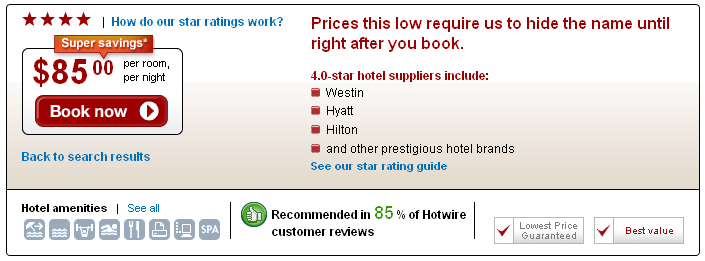 | How do our star ratings work?
Super savings*
$85 00 per room, per night
Book now
Back to search results
Prices this low require us to hide the name until
right after you book.
4.0-star hotel suppliers include:
Westin
Hyatt
Hilton
and other prestigious hotel brands
See our star rating guide
Hotel amenities | See all
SPA
Recommended in 85 % of Hotwire
customer reviews
Lowest Price
Guaranteed
Best value